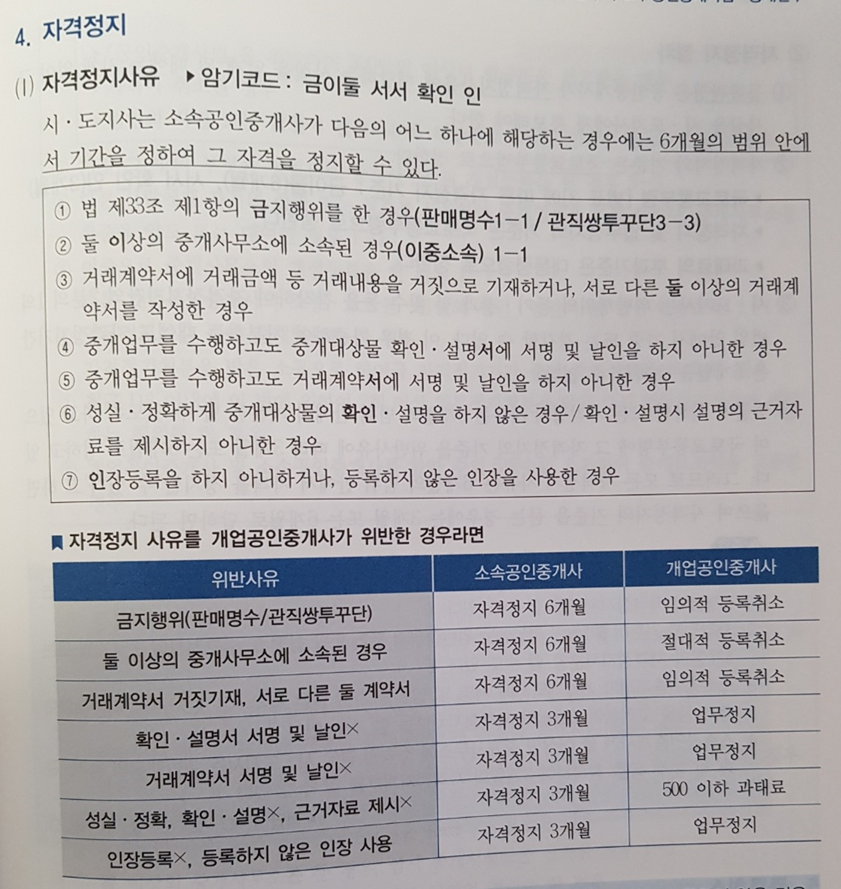 4. 자격정지
(1) 자격정지사유 ▶ 암기코드 : 금이둘 서서 확인 인
시·도지사는 소속공인중개사가 다음의 어느 하나에 해당하는 경우에는 6개월의 범위 안에
서 기간을 정하여 그 자격을 정지할 수 있다.
① 법 제33조 제1항의 금지행위를 한 경우(판매명수1-1 / 관직쌍투꾸단3-3)
② 둘 이상의 중개사무소에 소속된 경우(이중소속) 1-1
③ 거래계약서에 거래금액 등 거래내용을 거짓으로 기재하거나, 서로 다른 둘 이상의 거래계
약서를 작성한 경우
④ 중개업무를 수행하고도 중개대상물 확인·설명서에 서명 및 날인을 하지 아니한 경우
⑤ 중개업무를 수행하고도 거래계약서에 서명 및 날인을 하지 아니한 경우
⑥ 성실·정확하게 중개대상물의 확인·설명을 하지 않은 경우/확인·설명시 설명의 근거자
료를 제시하지 아니한 경우
⑦ 인장등록을 하지 아니하거나, 등록하지 않은 인장을 사용한 경우
자격정지 사유를 개업공인중개사가 위반한 경우라면
위반사유 소속공인중개사 개업공인중개사
금지행위(판매명수/관직쌍투꾸단) 자격정지 6개월 임의적 등록취소
둘 이상의 중개사무소에 소속된 경우 자격정지 6개월 절대적 등록취소
거래계약서 거짓기재, 서로 다른 둘 계약서 자격정지 6개월 임의적 등록취소
확인·설명서 서명 및 날인× 자격정지 3개월 업무정지
거래계약서 서명 및 날인× 자격정지 3개월 업무정지
성실·정확, 확인·설명×, 근거자료 제시× 자격정지 3개월 500 이하 과태료
인장등록×, 등록하지 않은 인장 사용 자격정지 3개월 업무정지